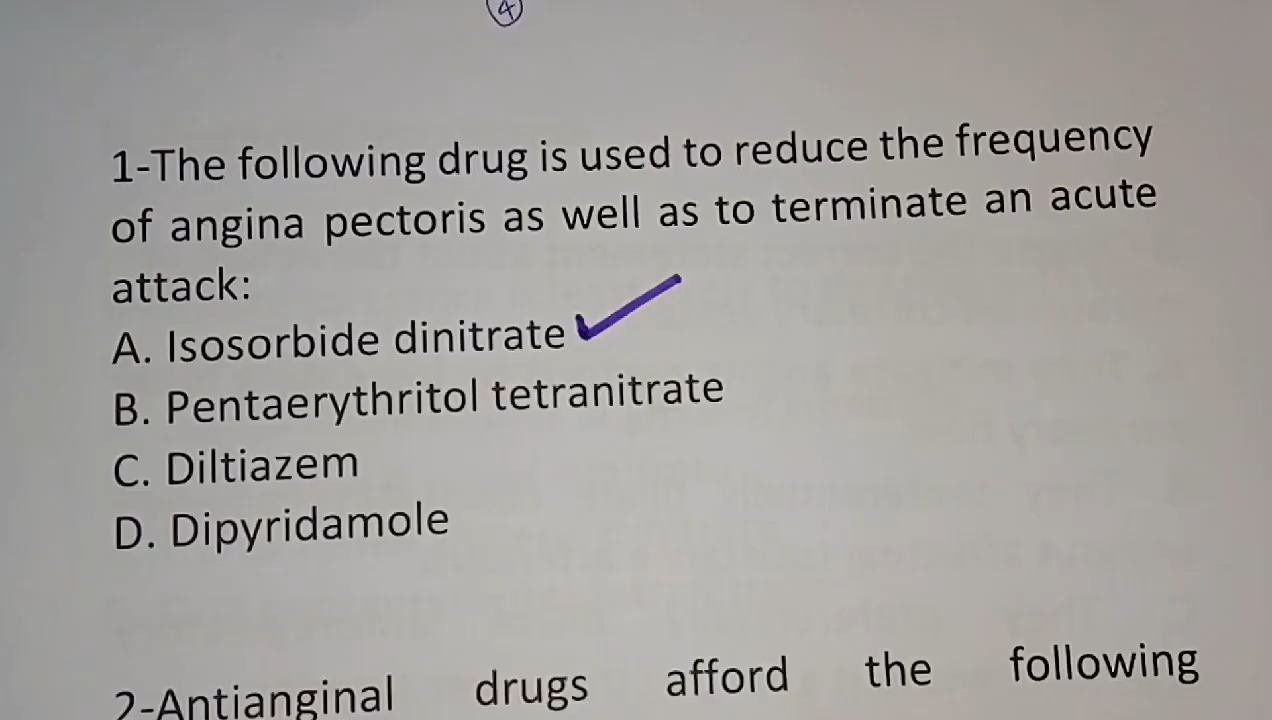 4
1-The following drug is used to reduce the frequency
of angina pectoris as well as to terminate an acute
attack:
A. Isosorbide dinitrate
B. Pentaerythritol tetranitrate
C. Diltiazem
D. Dipyridamole
2-Antianginal drugs afford the following